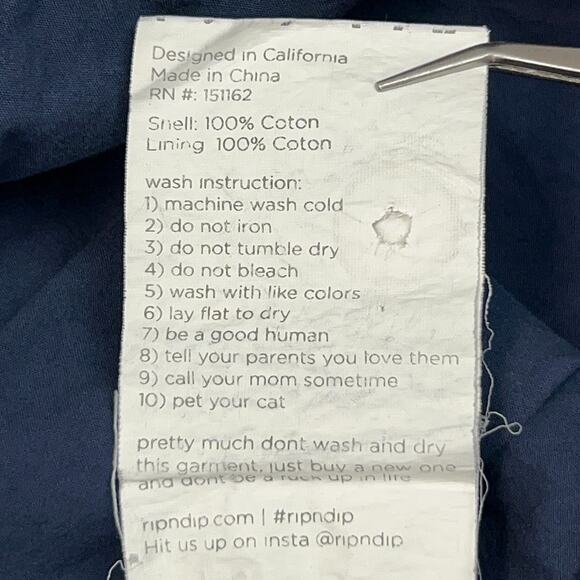 Designed in California
Made in China
RN #: 151162
Shell: 100% Coton
Lining 100% Coton
wash instruction:
1) machine wash cold
2) do not iron
3) do not tumble dry
4) do not bleach
5) wash with like colors
6) lay flat to dry
7) be a good human
8) tell your parents you love them
9) call your mom sometime
10) pet your cat
pretty much dont wash and dry
this garment, just buy a new one
and dont be a fuck up in life
ripndip.com | #ripndip
Hit us up on insta @ripndip